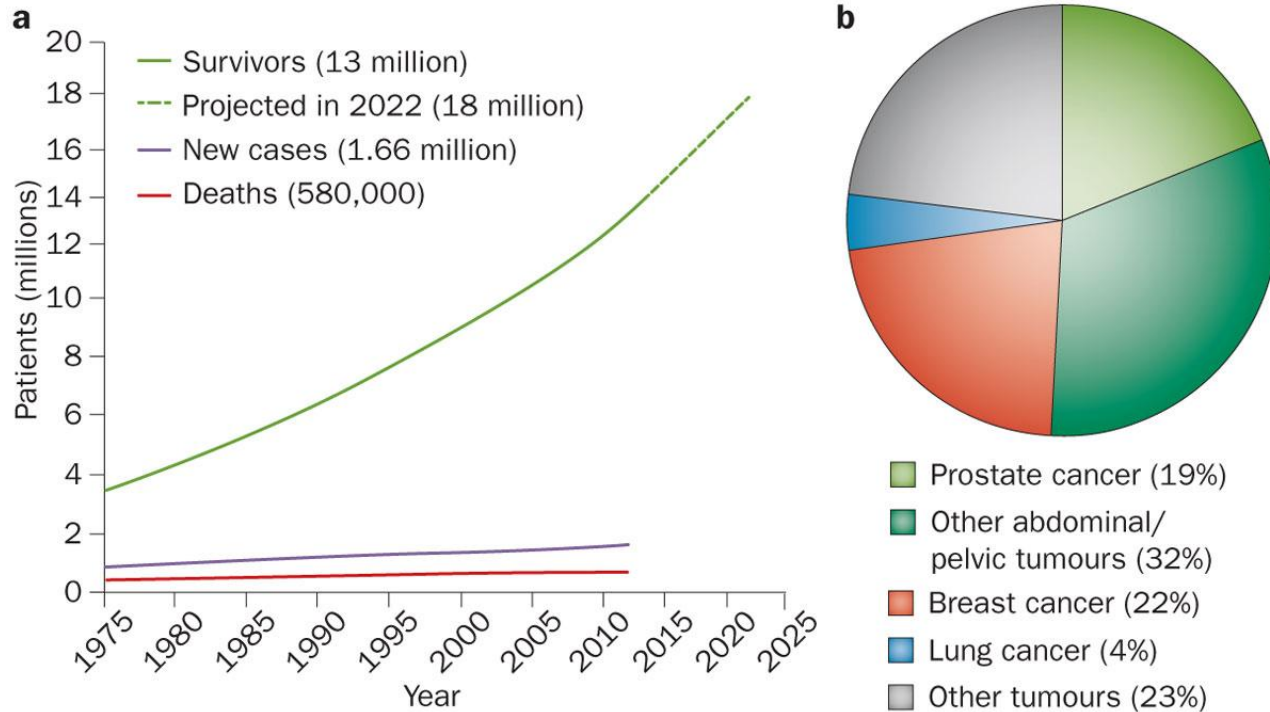 a
20
18
16
14
12
10
8
6
4
2
0
Patients (millions)
Survivors (13 million)
Projected in 2022 (18 million)
New cases (1.66 million)
Deaths (580,000)
1975
1980
1985
1990
1995
2000
2005
2010
2015
2020
2025
Year
b
Prostate cancer (19%)
Other abdominal/
pelvic tumours (32%)
Breast cancer (22%)
Lung cancer (4%)
Other tumours (23%)